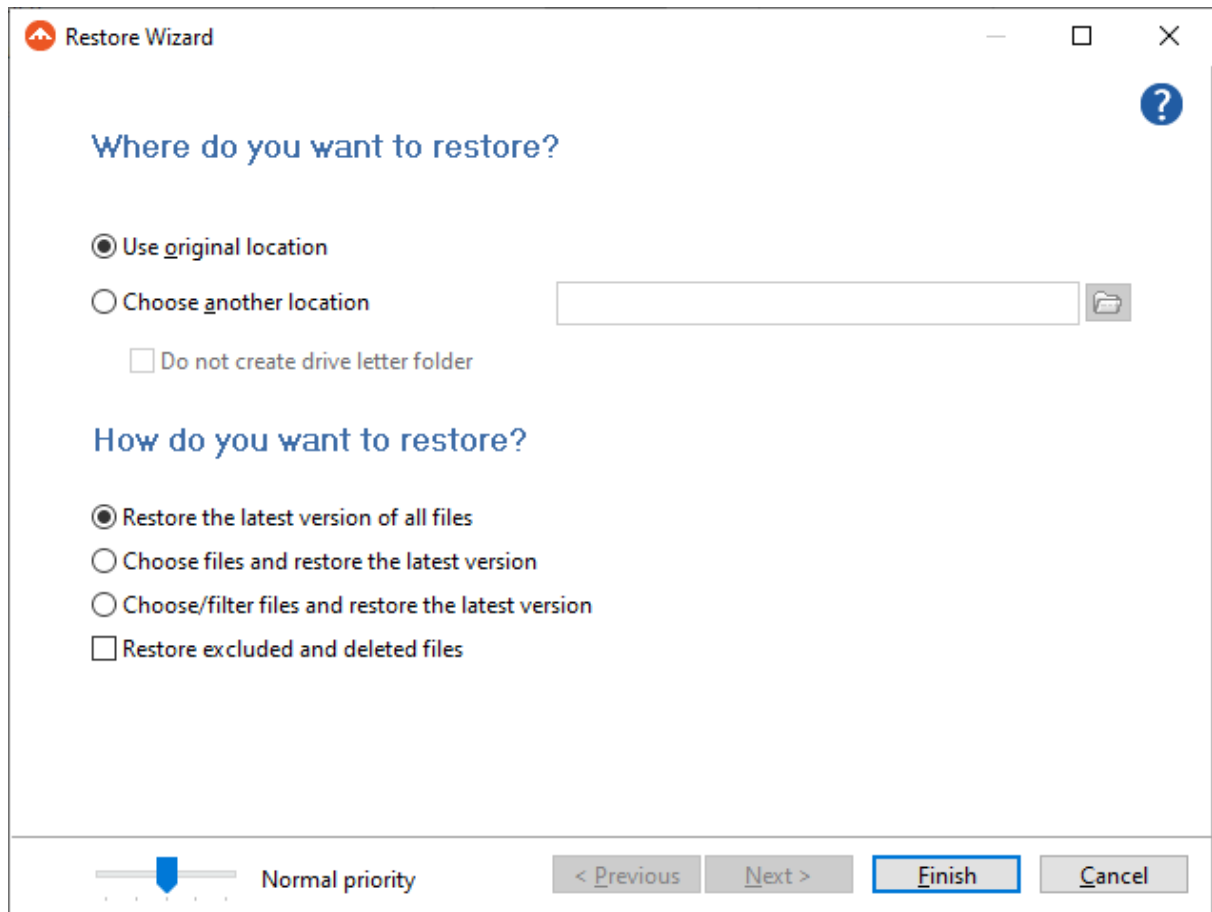 Restore Wizard
?
Where do you want to restore?
Use original location
Choose another location
Do not create drive letter folder
How do you want to restore?
Restore the latest version of all files
Choose files and restore the latest version
Choose/filter files and restore the latest version
Restore excluded and deleted files
Normal priority
< Previous
Next >
Finish
Cancel